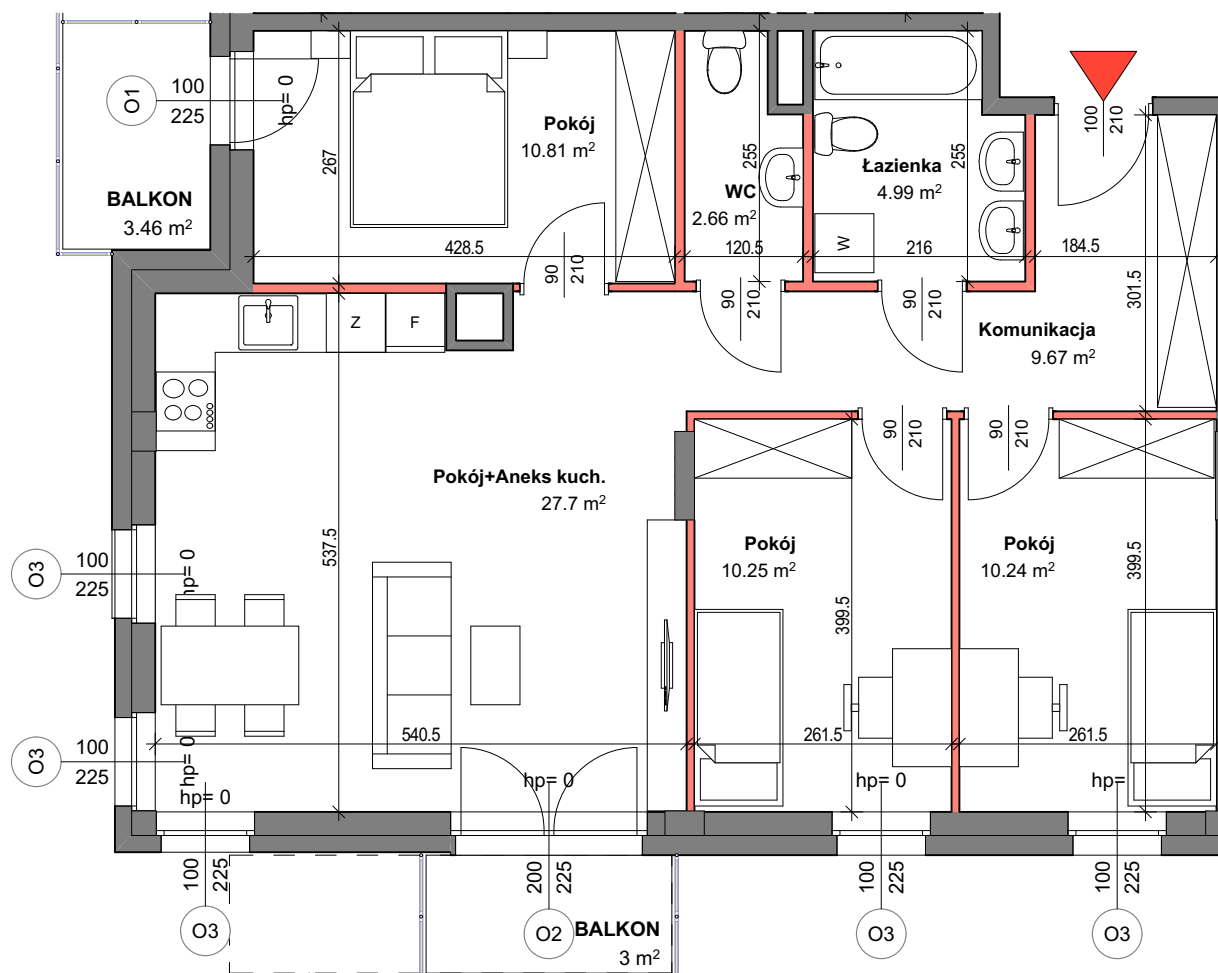 O1
100
225
hp= 0
BALKON
3.46 m²
267
Pokój
10.81 m²
428.5
90
210
255
WC
2.66 m²
120.5
90
210
Łazienka
4.99 m²
255
W
216
90
210
100
210
184.5
301.5
Komunikacja
9.67 m²
Z
F
Pokój+Aneks kuch.
27.7 m²
537.5
O3
100
225
hp= 0
O3
100
225
hp= 0
hp= 0
540.5
hp= 0
90
210
Pokój
10.25 m²
399.5
261.5
hp= 0
90
210
Pokój
10.24 m²
399.5
261.5
hp=
100
225
O3
200
225
O2
BALKON
3 m²
100
225
O3
100
225
O3